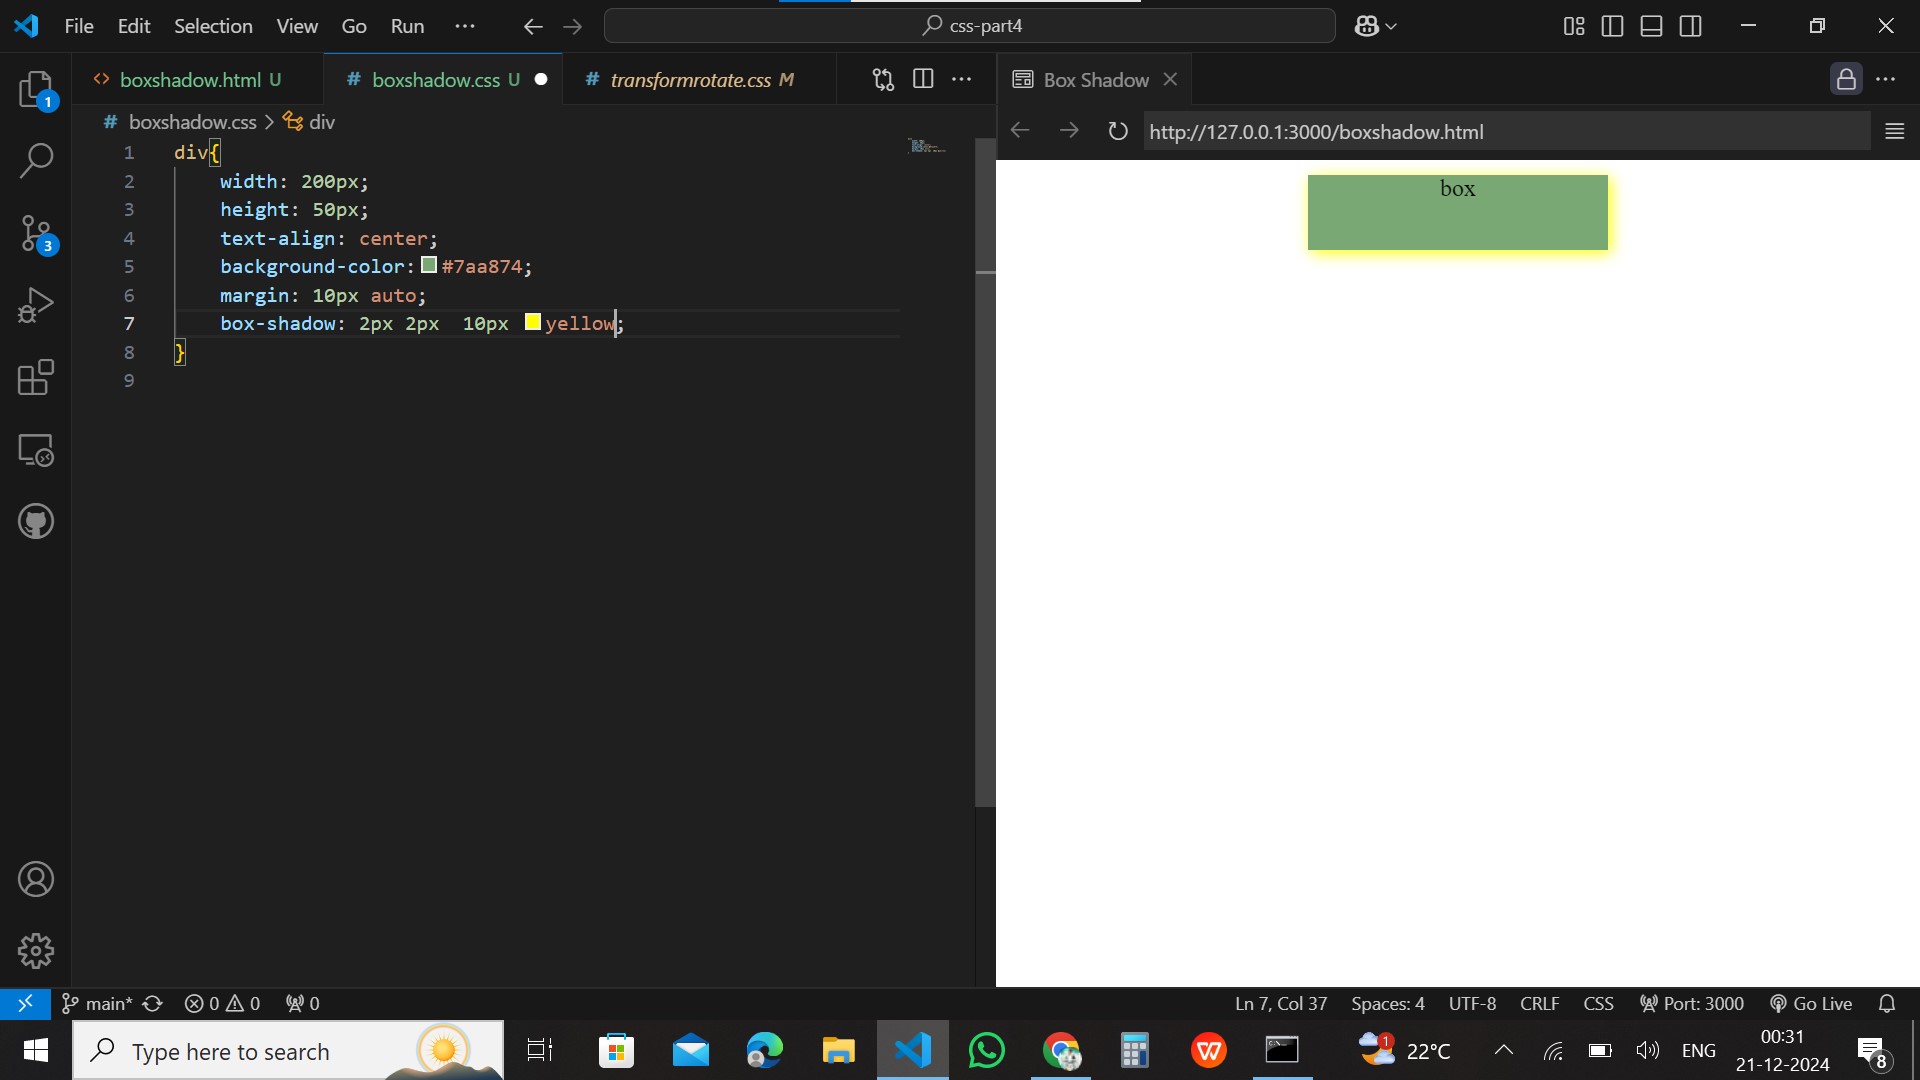 File Edit Selection View Go Run ··· css-part4
<> boxshadow.html U # boxshadow.css U # transformrotate.css M ··· Box Shadow ···
# boxshadow.css > div
http://127.0.0.1:3000/boxshadow.html
1 div{
2 width: 200px;
3 height: 50px;
4 text-align: center;
5 background-color: #7aa874;
6 margin: 10px auto;
7 box-shadow: 2px 2px  10px yellow;
8 }
9
box
1
3
main* 0 0 0 Ln 7, Col 37 Spaces: 4 UTF-8 CRLF CSS Port: 3000 Go Live
Type here to search W C:\_ 1 22°C ENG 00:31
21-12-2024 8